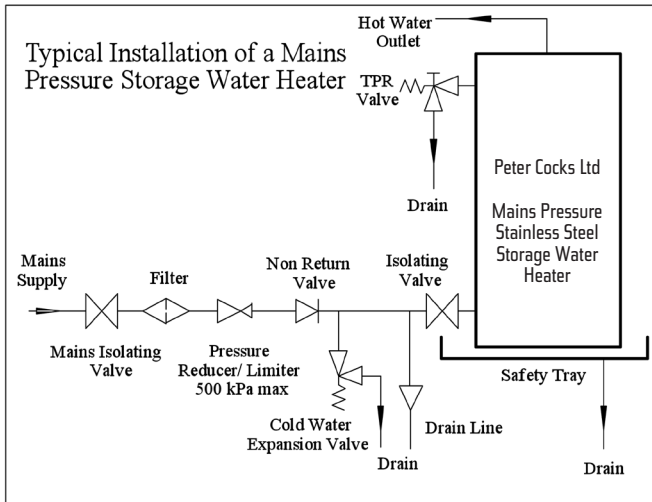 Typical Installation of a Mains
Pressure Storage Water Heater
Hot Water
Outlet
TPR
Valve
Drain
Peter Cocks Ltd
Mains Pressure
Stainless Steel
Storage Water
Heater
Mains
Supply
Filter
Non Return
Valve
Isolating
Valve
Mains Isolating
Valve
Pressure
Reducer/ Limiter
500 kPa max
Cold Water
Expansion Valve
Drain
Drain Line
Safety Tray
Drain